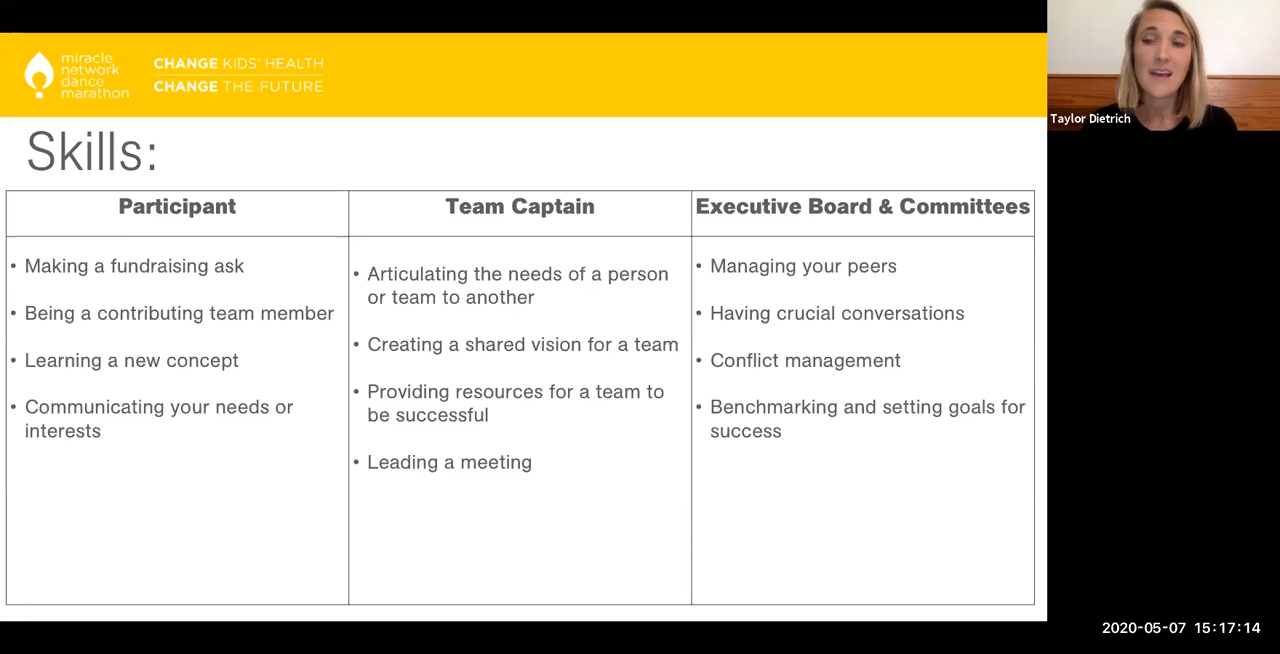 miracle
network
dance
marathon
CHANGE KIDS' HEALTH
CHANGE THE FUTURE
Taylor Dietrich
Skills:
Participant
Team Captain
Executive Board & Committees
• Making a fundraising ask
• Being a contributing team member
• Learning a new concept
• Communicating your needs or
interests
• Articulating the needs of a person
or team to another
• Creating a shared vision for a team
• Providing resources for a team to
be successful
• Leading a meeting
• Managing your peers
• Having crucial conversations
• Conflict management
• Benchmarking and setting goals for
success
2020-05-07 15:17:14